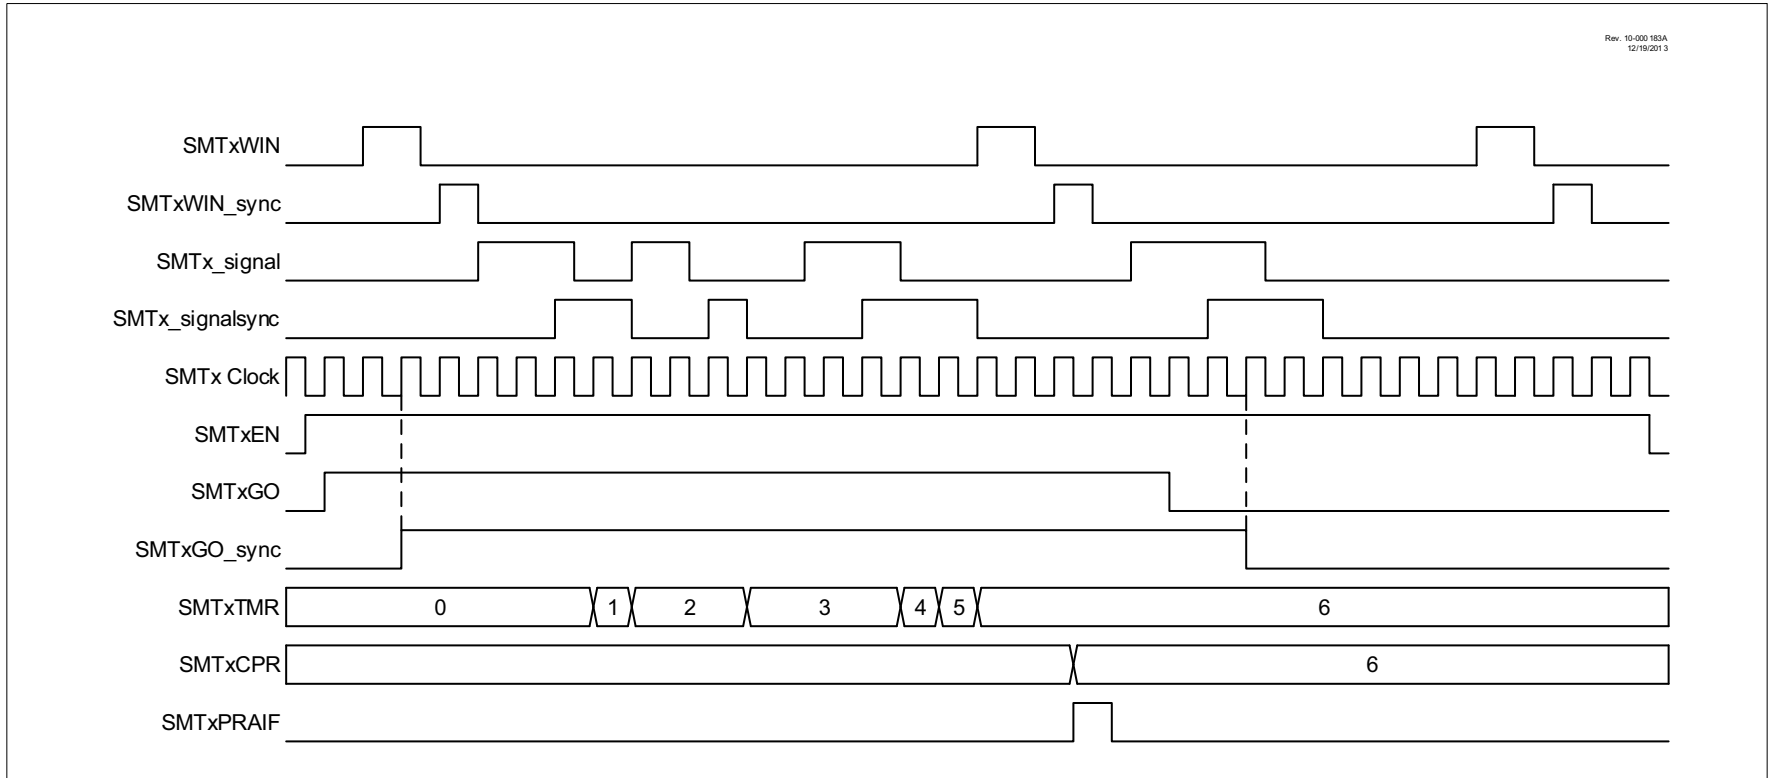 Rev. 10-000 183A
12/19/201 3
SMTxWIN
SMTxWIN_sync
SMTx_signal
SMTx_signalsync
SMTx Clock
SMTxEN
SMTxGO
SMTxGO_sync
SMTxTMR 0 1 2 3 4 5 6
SMTxCPR 6
SMTxPRAIF